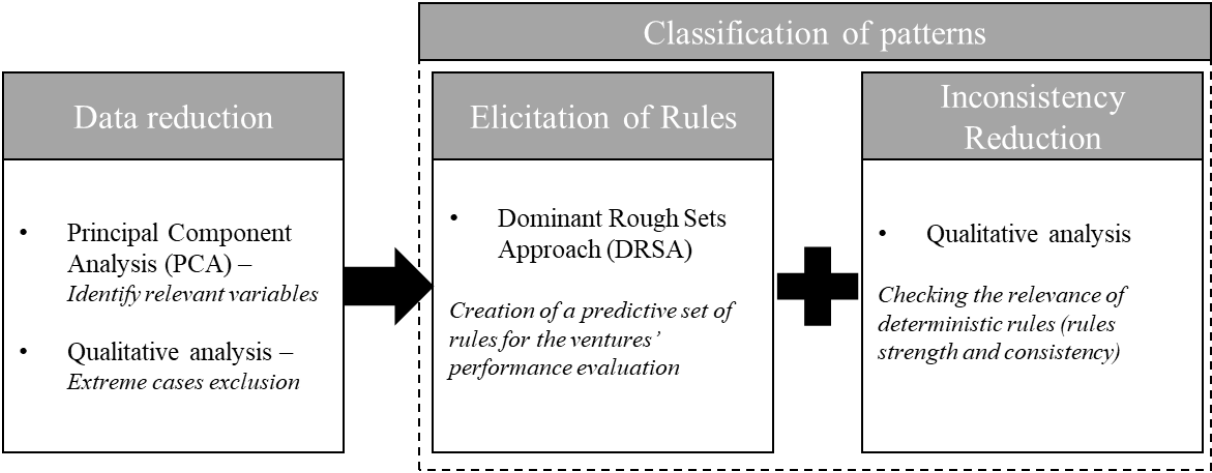 Classification of patterns
Data reduction
• Principal Component
Analysis (PCA) –
Identify relevant variables
• Qualitative analysis –
Extreme cases exclusion
Elicitation of Rules
• Dominant Rough Sets
Approach (DRSA)
Creation of a predictive set of
rules for the ventures’
performance evaluation
Inconsistency
Reduction
• Qualitative analysis
Checking the relevance of
deterministic rules (rules
strength and consistency)